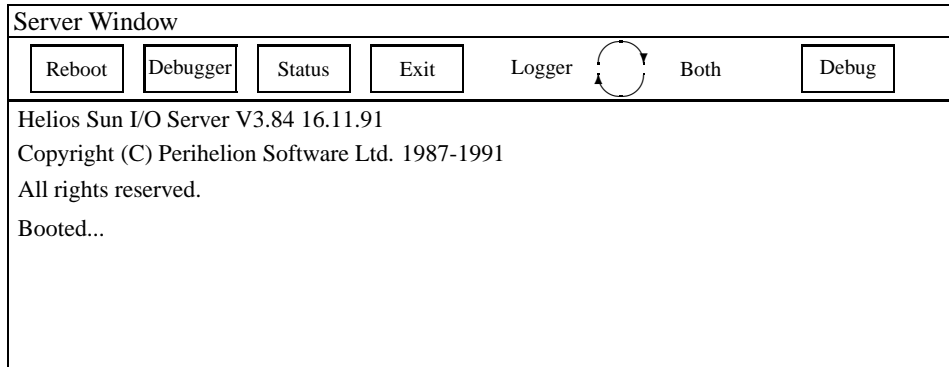 Server Window
Reboot Debugger Status Exit Logger Both Debug
Helios Sun I/O Server V3.84 16.11.91
Copyright (C) Perihelion Software Ltd. 1987-1991
All rights reserved.
Booted...